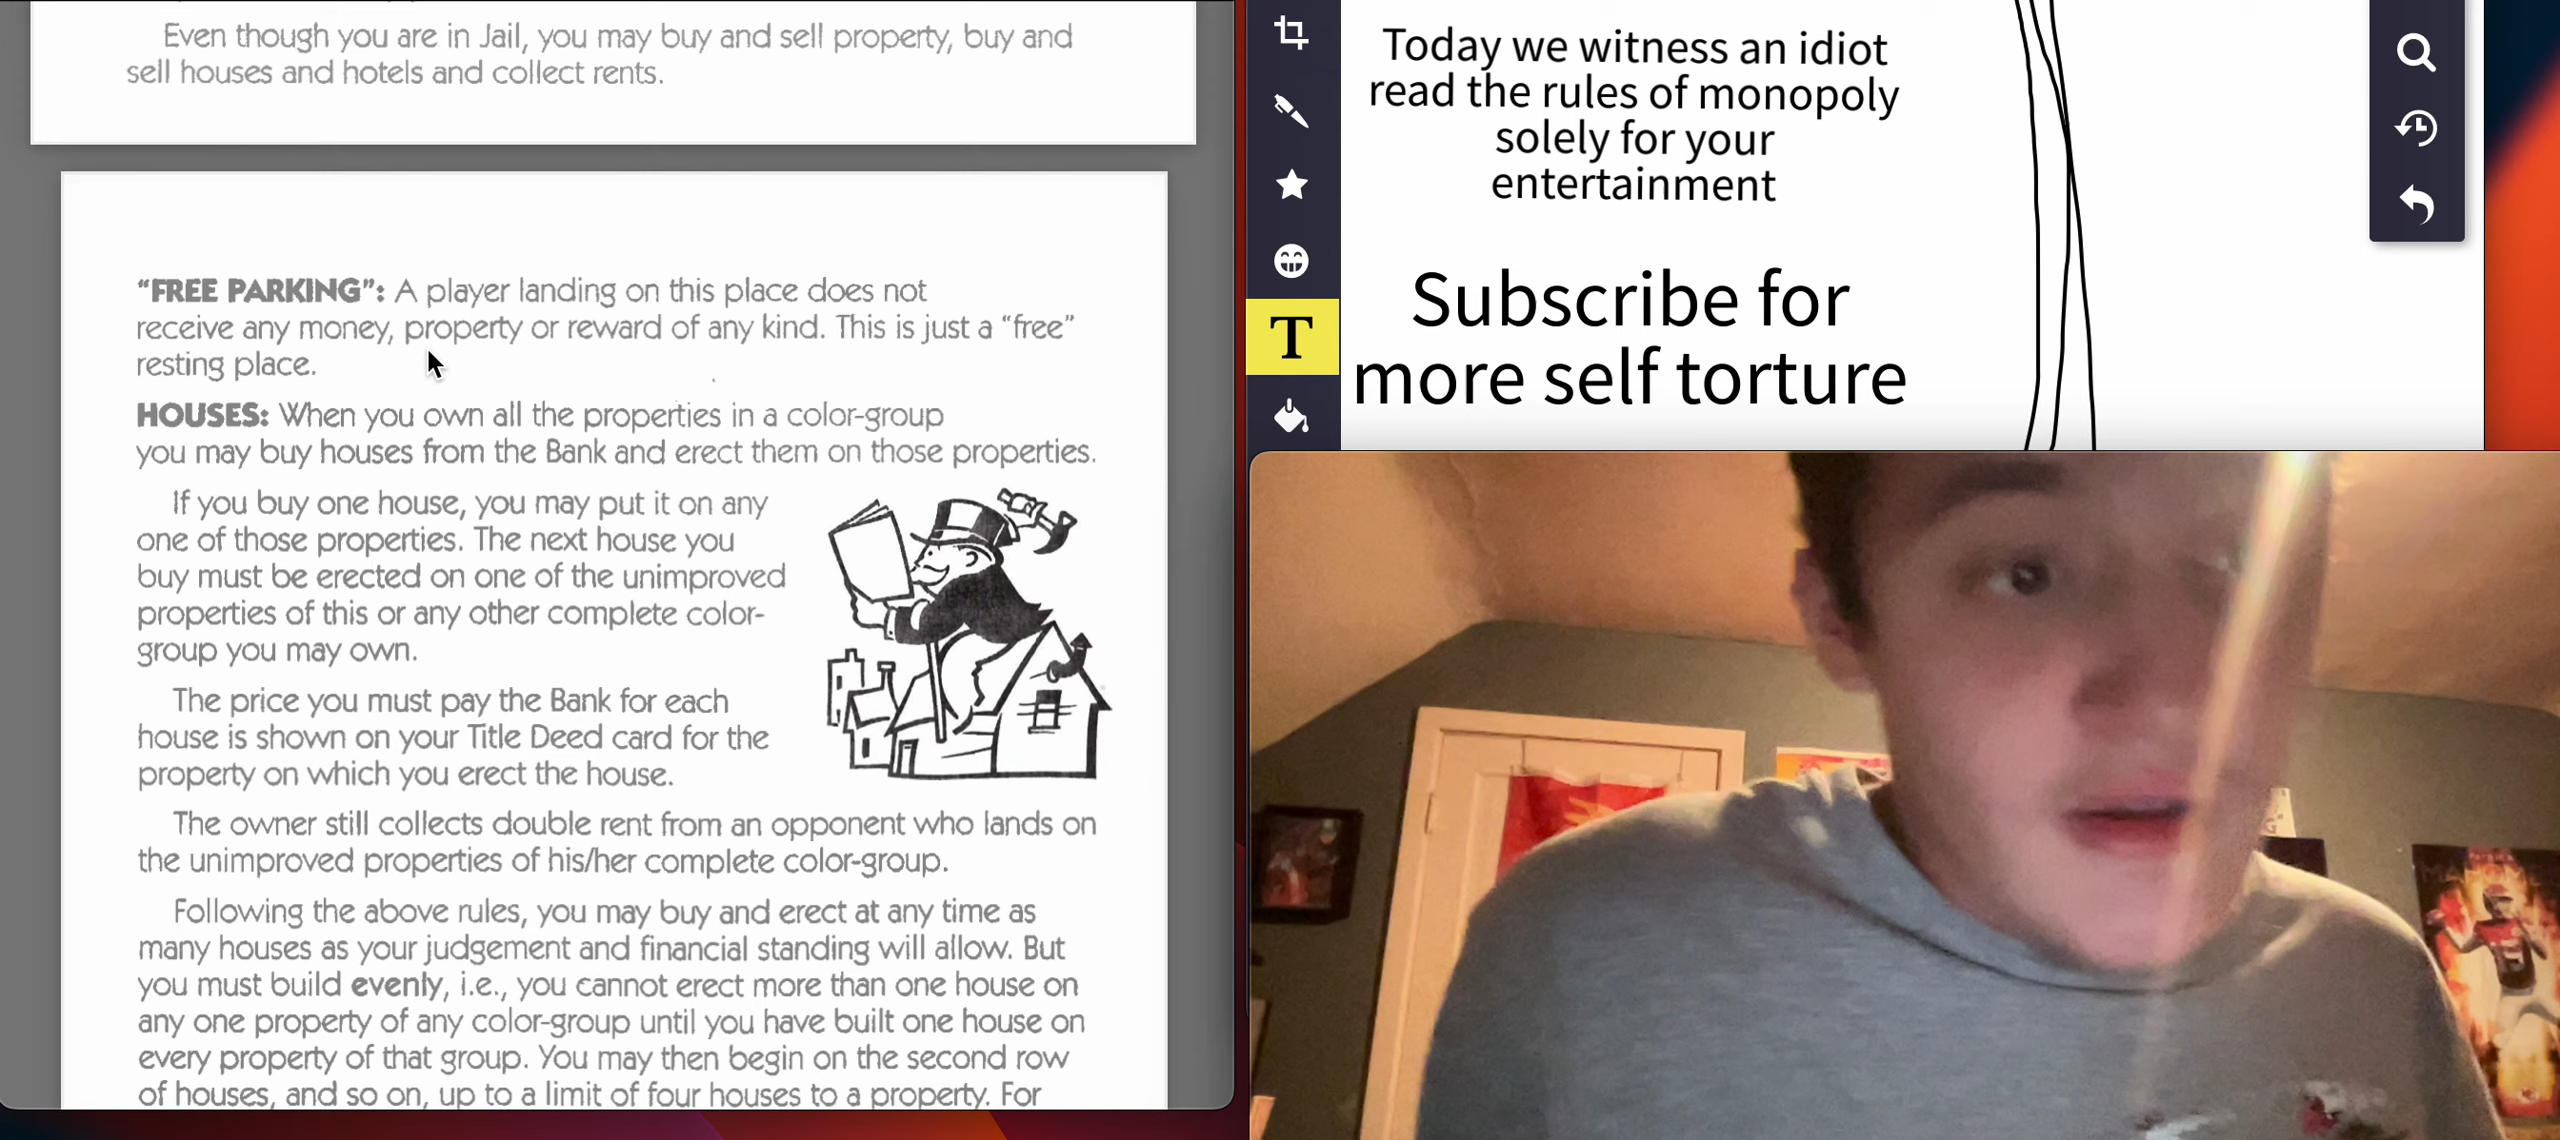 Even though you are in Jail, you may buy and sell property, buy and
sell houses and hotels and collect rents.
"FREE PARKING": A player landing on this place does not
receive any money, property or reward of any kind. This is just a "free"
resting place.
HOUSES: When you own all the properties in a color-group
you may buy houses from the Bank and erect them on those properties.
If you buy one house, you may put it on any
one of those properties. The next house you
buy must be erected on one of the unimproved
properties of this or any other complete color-
group you may own.
The price you must pay the Bank for each
house is shown on your Title Deed card for the
property on which you erect the house.
The owner still collects double rent from an opponent who lands on
the unimproved properties of his/her complete color-group.
Following the above rules, you may buy and erect at any time as
many houses as your judgement and financial standing will allow. But
you must build evenly, i.e., you cannot erect more than one house on
any one property of any color-group until you have built one house on
every property of that group. You may then begin on the second row
of houses, and so on, up to a limit of four houses to a property. For
T
Today we witness an idiot
read the rules of monopoly
solely for your
entertainment
Subscribe for
more self torture